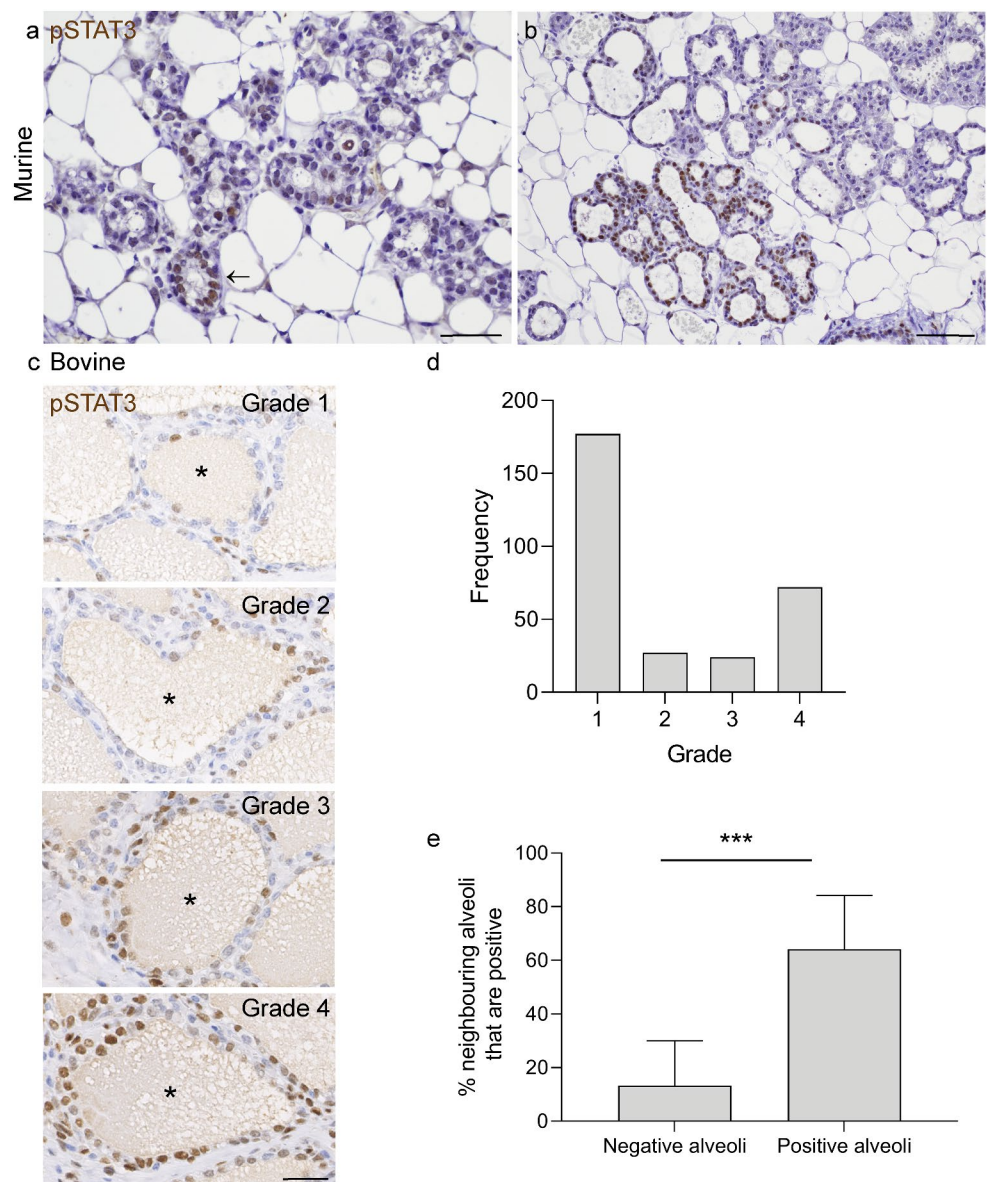 a pSTAT3
b
Murine
←
c Bovine
pSTAT3
Grade 1
*
Grade 2
*
Grade 3
*
Grade 4
*
d
200
150
100
50
0
Frequency
1 2 3 4
Grade
e
***
100
80
60
40
20
0
% neighbouring alveoli
that are positive
Negative alveoli Positive alveoli